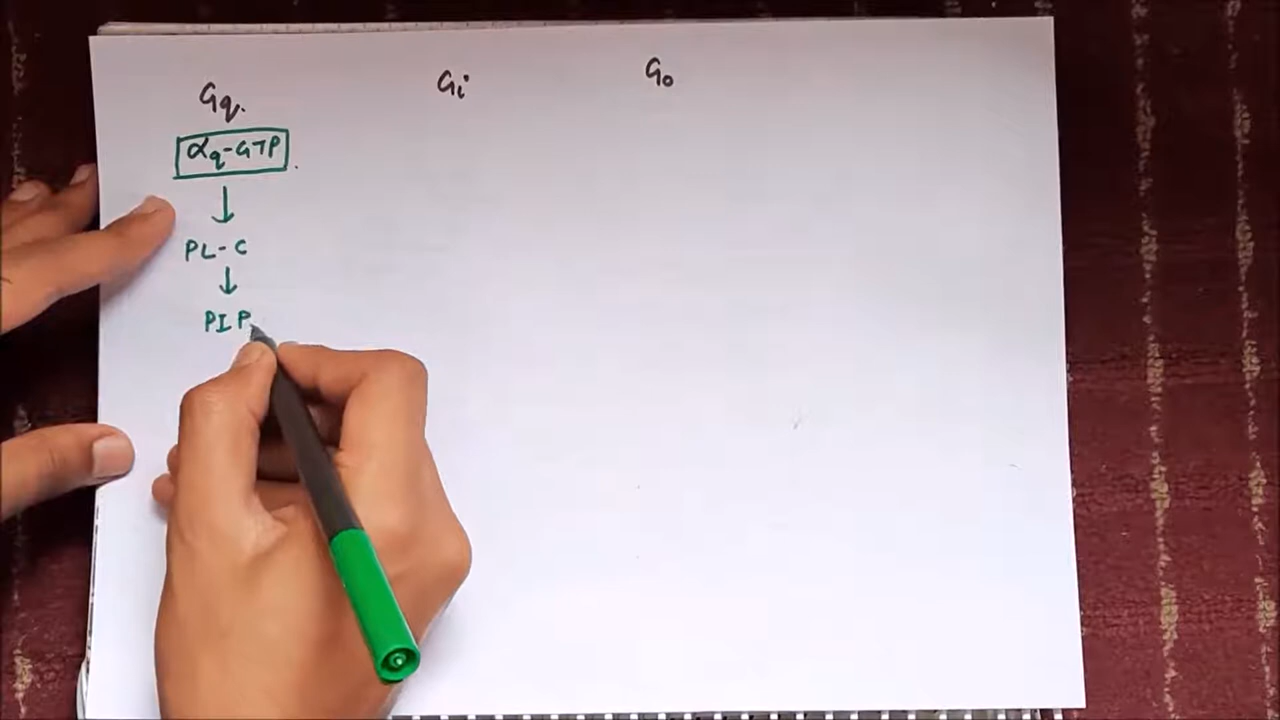 Gq. Gi Go
αq-GTP
↓
PL-C
↓
PIP